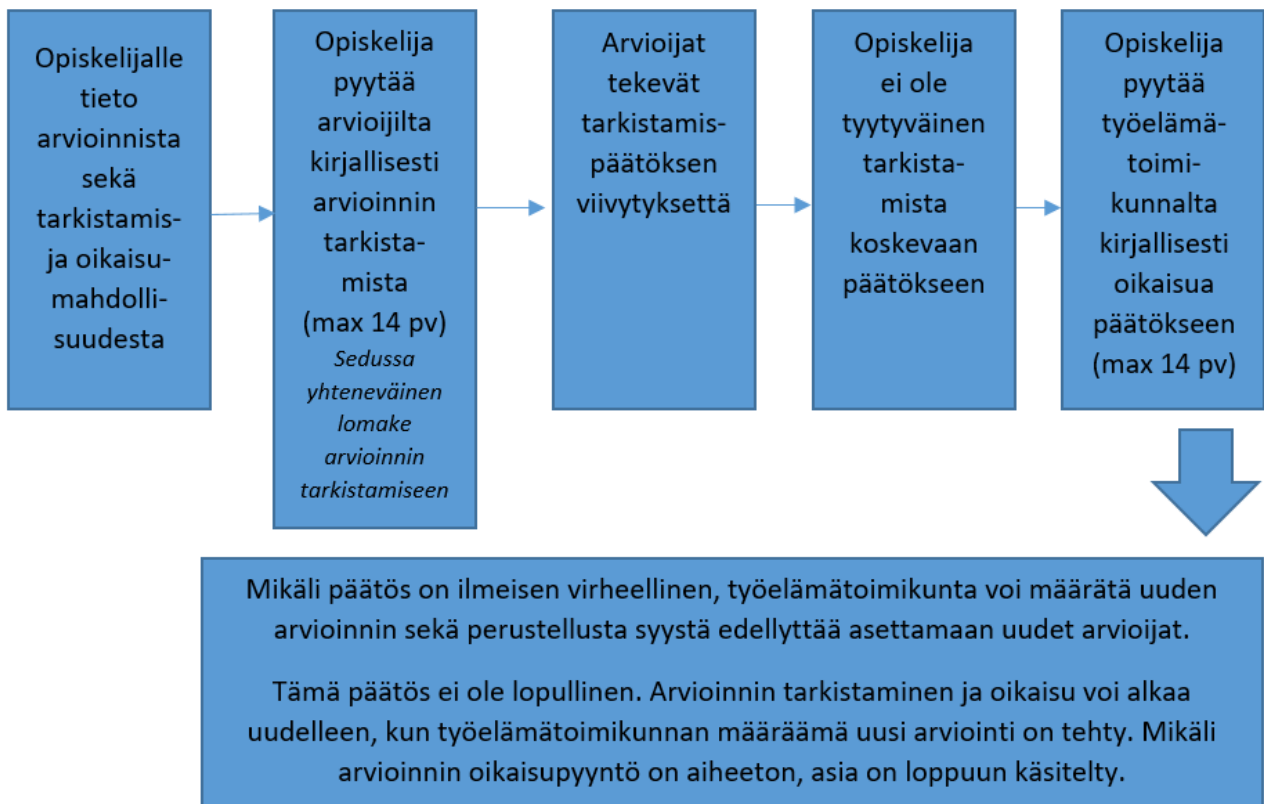 Opiskelijalle
tieto
arvioinnista
sekä
tarkistamis-
ja oikaisu-
mahdolli-
suudesta
Opiskelija
pyytää
arvioijilta
kirjallisesti
arvioinnin
tarkista-
mista
(max 14 pv)
Sedussa
yhteneväinen
lomake
arvioinnin
tarkistamiseen
Arvioijat
tekevät
tarkistamis-
päätöksen
viivytyksettä
Opiskelija
ei ole
tyytyväinen
tarkista-
mista
koskevaan
päätökseen
Opiskelija
pyytää
työelämä-
toimi-
kunnalta
kirjallisesti
oikaisua
päätökseen
(max 14 pv)
Mikäli päätös on ilmeisen virheellinen, työelämätoimikunta voi määrätä uuden
arvioinnin sekä perustellusta syystä edellyttää asettamaan uudet arvioijat.
Tämä päätös ei ole lopullinen. Arvioinnin tarkistaminen ja oikaisu voi alkaa
uudelleen, kun työelämätoimikunnan määräämä uusi arviointi on tehty. Mikäli
arvioinnin oikaisupyyntö on aiheeton, asia on loppuun käsitelty.